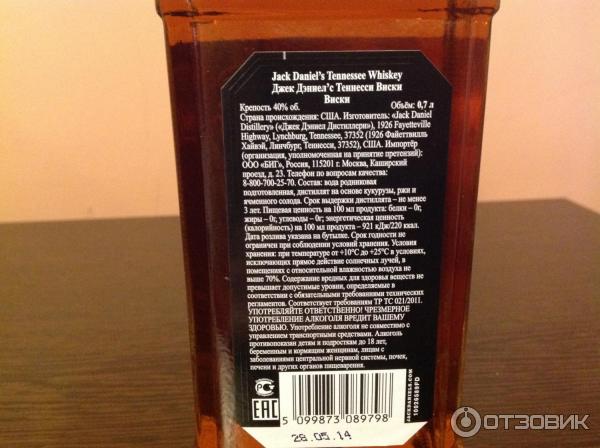 Jack Daniel's Tennessee Whiskey
Джек Дэниел'с Теннесси Виски
Виски
Крепость 40% об. Объём: 0,7 л
Страна происхождения: США. Изготовитель: «Jack Daniel
Distillery» («Джек Дэниел Дистиллери»), 1926 Fayetteville
Highway, Lynchburg, Tennessee, 37352 (1926 Файеттвилль
Хайвэй, Линчбург, Теннесси, 37352), США. Импортёр
(организация, уполномоченная на принятие претензий):
ООО «БИГ», Россия, 115201 г. Москва, Каширский
проезд, д. 23. Телефон по вопросам качества:
8-800-700-25-70. Состав: вода родниковая
подготовленная, дистиллят на основе кукурузы, ржи и
ячменного солода. Срок выдержки дистиллята – не менее
3 лет. Пищевая ценность на 100 мл продукта: белки – 0г,
жиры – 0г; углеводы – 0г; энергетическая ценность
(калорийность) на 100 мл продукта – 921 кДж/220 ккал.
Дата розлива указана на бутылке. Срок годности не
ограничен при соблюдении условий хранения. Условия
хранения: при температуре от +10°С до +25°С в условиях,
исключающих прямое действие солнечных лучей, в
помещениях с относительной влажностью воздуха не
выше 70%. Содержание вредных для здоровья веществ не
превышает допустимые уровни, определяемые в
соответствии с обязательными требованиями технических
регламентов. Соответствует требованиям ТР ТС 021/2011.
УПОТРЕБЛЯЙТЕ ОТВЕТСТВЕННО! ЧРЕЗМЕРНОЕ
УПОТРЕБЛЕНИЕ АЛКОГОЛЯ ВРЕДИТ ВАШЕМУ
ЗДОРОВЬЮ. Употребление алкоголя не совместимо с
управлением транспортными средствами. Алкоголь
противопоказан детям и подросткам до 18 лет,
беременным и кормящим женщинам, лицам с
заболеваниями центральной нервной системы, почек,
печени и других органов пищеварения.
EAC
5 099873 089798
JACKDANIELS.COM
10026589FD
28.05.14
ОТЗОВИК